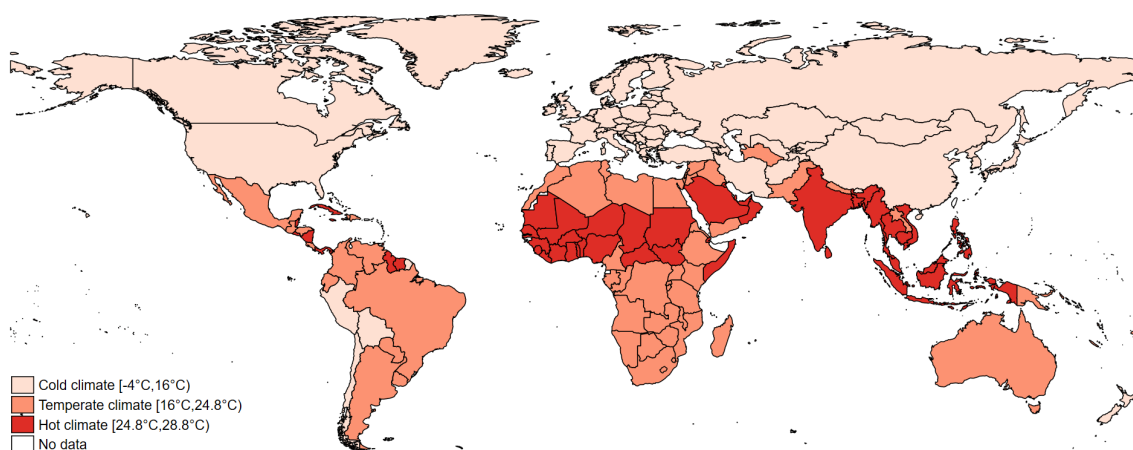 Cold climate [-4°C,16°C)
Temperate climate [16°C,24.8°C)
Hot climate [24.8°C,28.8°C)
No data